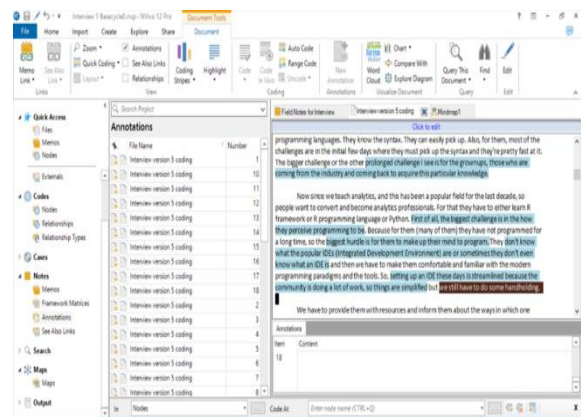 Interview 1 Basecycle8.nvp - NVivo 12 Pro
Document Tools
File Home Import Create Explore Share Document
Memo Link
See Also Link
Links
Zoom
Quick Coding
Layout
Annotations
See Also Links
Relationships
View
Coding Stripes
Highlight
Code
Code In Vivo
Auto Code
Range Code
Uncode
Coding
New Annotation
Annotations
Word Cloud
Chart
Compare With
Explore Diagram
Visualize Document
Query This Document
Find
Query
Edit
Edit
Quick Access
Files
Memos
Nodes
Externals
Codes
Nodes
Relationships
Relationship Types
Cases
Notes
Memos
Framework Matrices
Annotations
See Also Links
Search
Maps
Maps
Output
Search Project
Annotations
File Name Number
Interview version 5 coding 1
Interview version 5 coding 10
Interview version 5 coding 11
Interview version 5 coding 12
Interview version 5 coding 13
Interview version 5 coding 14
Interview version 5 coding 15
Interview version 5 coding 16
Interview version 5 coding 17
Interview version 5 coding 18
Interview version 5 coding 2
Interview version 5 coding 3
Interview version 5 coding 4
Interview version 5 coding 5
Interview version 5 coding 6
Interview version 5 coding 7
Interview version 5 coding 8
Field Notes for Interview
Interview version 5 coding
Mindmap1
Click to edit
programming languages. They know the syntax. They can easily pick up. Also, for them, most of the
challenges are in the initial few days where they must pick up the syntax and they're pretty fast at it.
The bigger challenge or the other prolonged challenge i see is for the grownups, those who are
coming from the industry and coming back to acquire this particular knowledge.
Now since we teach analytics, and this has been a popular field for the last decade, so
people want to convert and become analytics professionals. For that they have to either learn R
framework or R programming language or Python. First of all, the biggest challenge is in the how
they perceive programming to be. Because for them (many of them) they have not programmed for
a long time, so the biggest hurdle is for them to make up their mind to program. They don't know
what the popular IDEs (Integrated Development Environment) are or sometimes they don't even
know what an IDE is and then we have to make them comfortable and familiar with the modern
programming paradigms and the tools. So, setting up an IDE these days is streamlined because the
community is doing a lot of work, so things are simplified but we still have to do some handholding.
We have to provide them with resources and inform them about the ways in which one
Annotations
Item Content
18
In Nodes
Code At Enter node name (CTRL+Q)